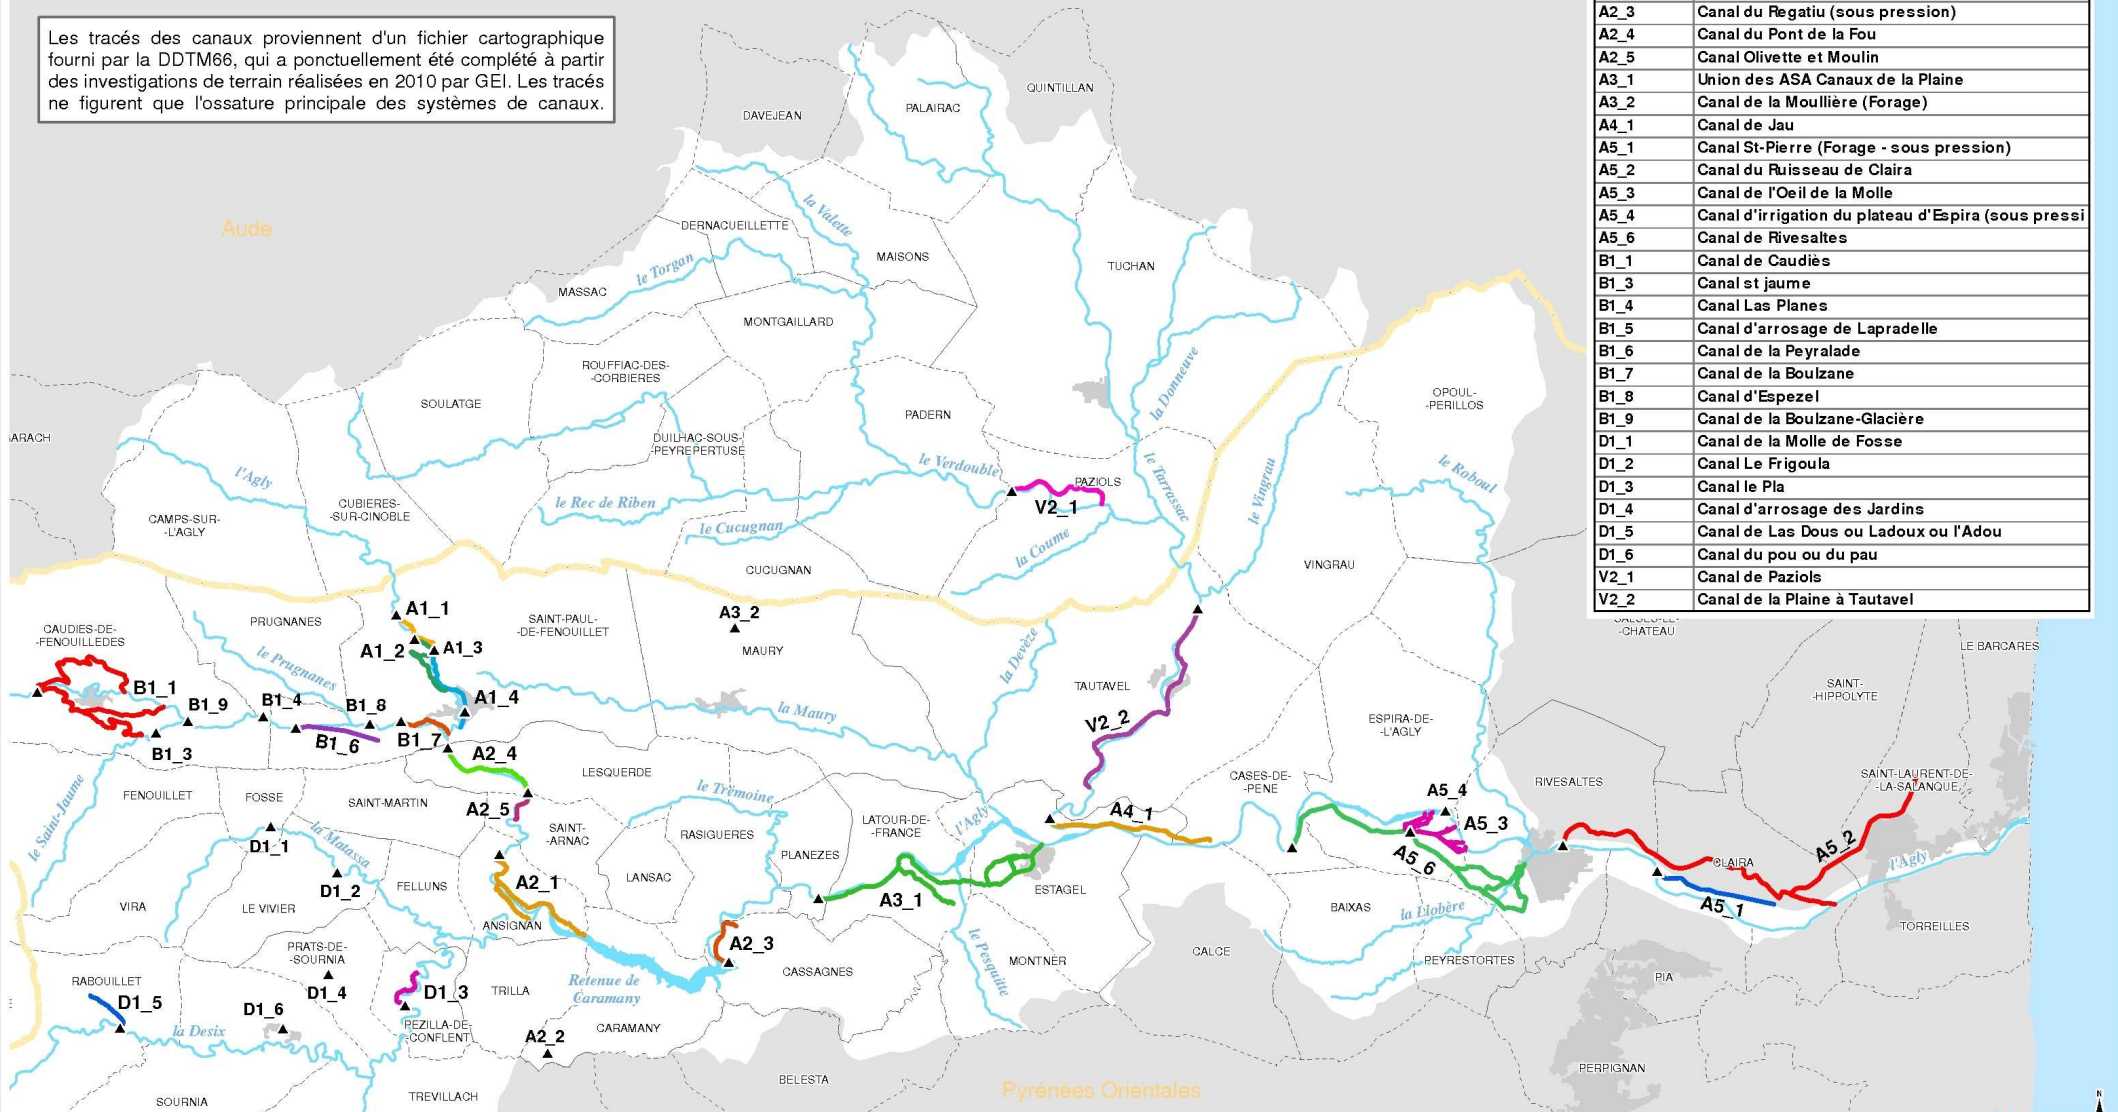 Les tracés des canaux proviennent d'un fichier cartographique
fourni par la DDTM66, qui a ponctuellement été complété à partir
des investigations de terrain réalisées en 2010 par GEI. Les tracés
ne figurent que l'ossature principale des systèmes de canaux.
A2_3 Canal du Regatiu (sous pression)
A2_4 Canal du Pont de la Fou
A2_5 Canal Olivette et Moulin
A3_1 Union des ASA Canaux de la Plaine
A3_2 Canal de la Moullière (Forage)
A4_1 Canal de Jau
A5_1 Canal St-Pierre (Forage - sous pression)
A5_2 Canal du Ruisseau de Claira
A5_3 Canal de l'Oeil de la Molle
A5_4 Canal d'irrigation du plateau d'Espira (sous pressi
A5_6 Canal de Rivesaltes
B1_1 Canal de Caudiès
B1_3 Canal st jaume
B1_4 Canal Las Planes
B1_5 Canal d'arrosage de Lapradelle
B1_6 Canal de la Peyralade
B1_7 Canal de la Boulzane
B1_8 Canal d'Espezel
B1_9 Canal de la Boulzane-Glacière
D1_1 Canal de la Molle de Fosse
D1_2 Canal Le Frigoula
D1_3 Canal le Pla
D1_4 Canal d'arrosage des Jardins
D1_5 Canal de Las Dous ou Ladoux ou l'Adou
D1_6 Canal du pou ou du pau
V2_1 Canal de Paziols
V2_2 Canal de la Plaine à Tautavel
QUINTILLAN
PALAIRAC
DAVEJEAN
la Valette
Aude
DERNACUEILLETTE
MAISONS
TUCHAN
le Torgan
MASSAC
MONTGAILLARD
ROUFFIAC-DES-
-CORBIERES
la Donneuve
OPOUL-
-PERILLOS
SOULATGE
PADERN
ARACH
DUILHAC-SOUS-
-PEYREPERTUSE
le Verdouble
le Tarrassac
le Vingrau
le Roboul
l'Agly
PAZIOLS
V2_1
CUBIERES-
-SUR-CINOBLE
le Rec de Riben
le Cucugnan
CAMPS-SUR-
-L'AGLY
la Coume
CUCUGNAN
VINGRAU
A1_1
A3_2
SAINT-PAUL-
-DE-FENOUILLET
PRUGNANES
CAUDIES-DE-
-FENOUILLEDES
SALSES-LE-
-CHATEAU
LE BARCARES
A1_2
A1_3
MAURY
la Devèze
le Prugnanes
TAUTAVEL
SAINT-
-HIPPOLYTE
B1_1
B1_9
B1_4
B1_8
A1_4
la Maury
V2_2
ESPIRA-DE-
-L'AGLY
B1_3
B1_6
B1_7
A2_4
LESQUERDE
CASES-DE-
-PENE
RIVESALTES
SAINT-LAURENT-DE-
-LA-SALANQUE
le Saint-Jaume
FENOUILLET
FOSSE
SAINT-MARTIN
A2_5
le Trémoine
A5_4
A4_1
A5_3
D1_1
la Matassa
SAINT-
-ARNAC
RASIGUERES
LATOUR-DE-
-FRANCE
l'Agly
PLANEZES
A5_6
CLAIRA
A5_2
l'Agly
D1_2
FELLUNS
A2_1
LANSAC
ESTAGEL
VIRA
LE VIVIER
A3_1
BAIXAS
la Llobère
A5_1
ANSIGNAN
TORREILLES
PRATS-DE-
-SOURNIA
A2_3
CASSAGNES
le Pesquitte
MONTNER
CALCE
PEYRESTORTES
PIA
RABOUILLET
D1_5
D1_4
D1_3
TRILLA
Retenue de
Caramany
D1_6
la Desix
PEZILLA-DE-
-CONFLENT
A2_2
CARAMANY
PERPIGNAN
BELESTA
Pyrénées Orientales
SOURNIA
TREVILLACH
N